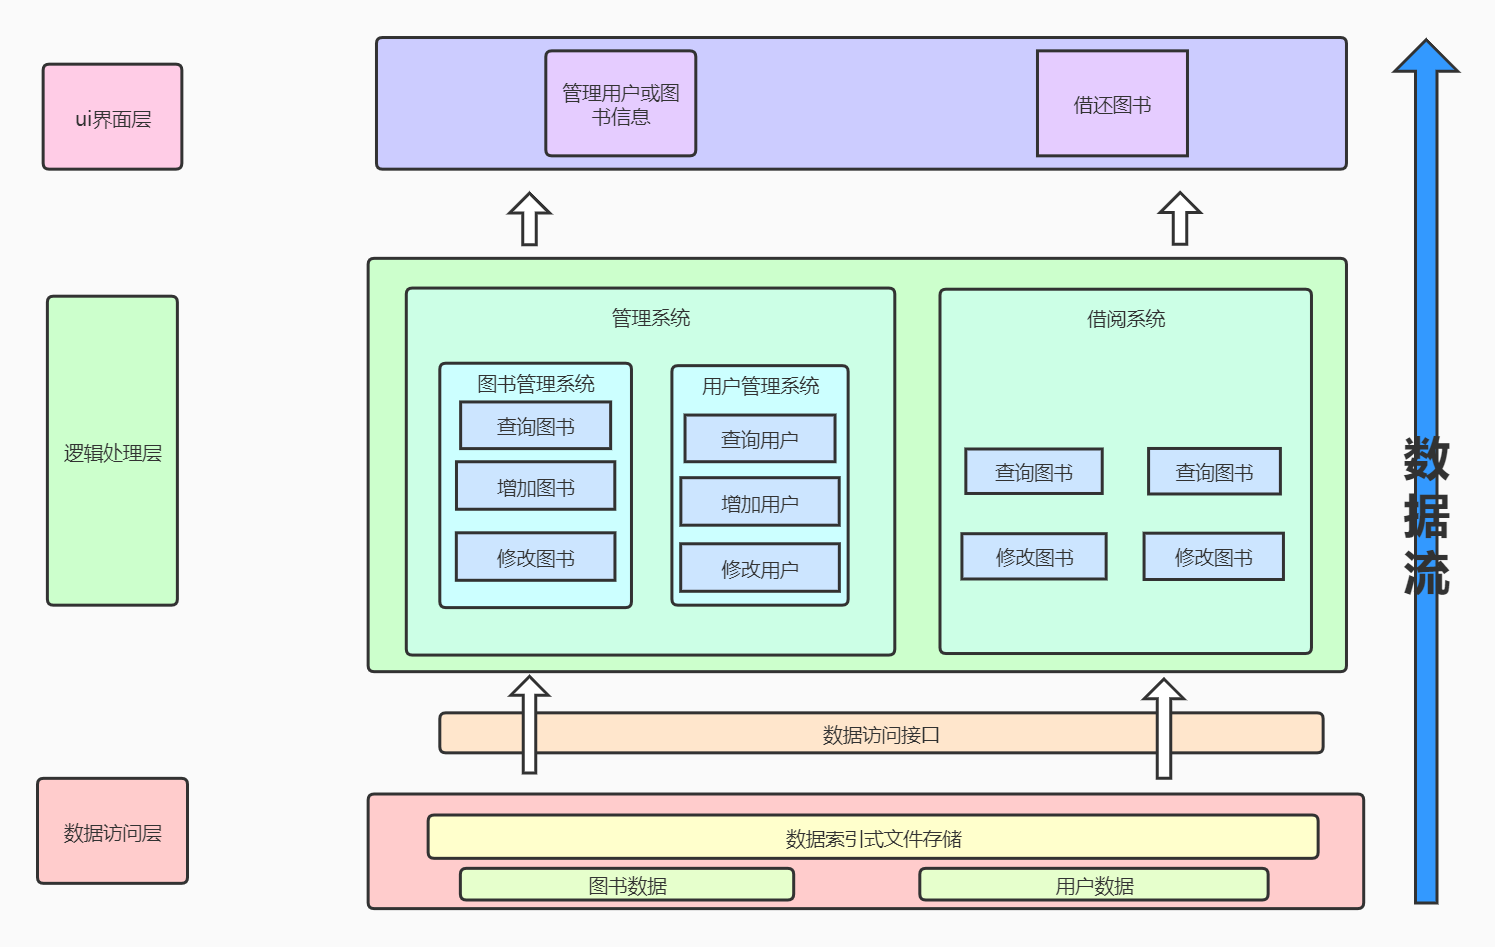 ui界面层
管理用户或图
书信息
借还图书
逻辑处理层
管理系统
图书管理系统
查询图书
增加图书
修改图书
用户管理系统
查询用户
增加用户
修改用户
借阅系统
查询图书
查询图书
修改图书
修改图书
数据访问接口
数据访问层
数据索引式文件存储
图书数据
用户数据
数
据
流